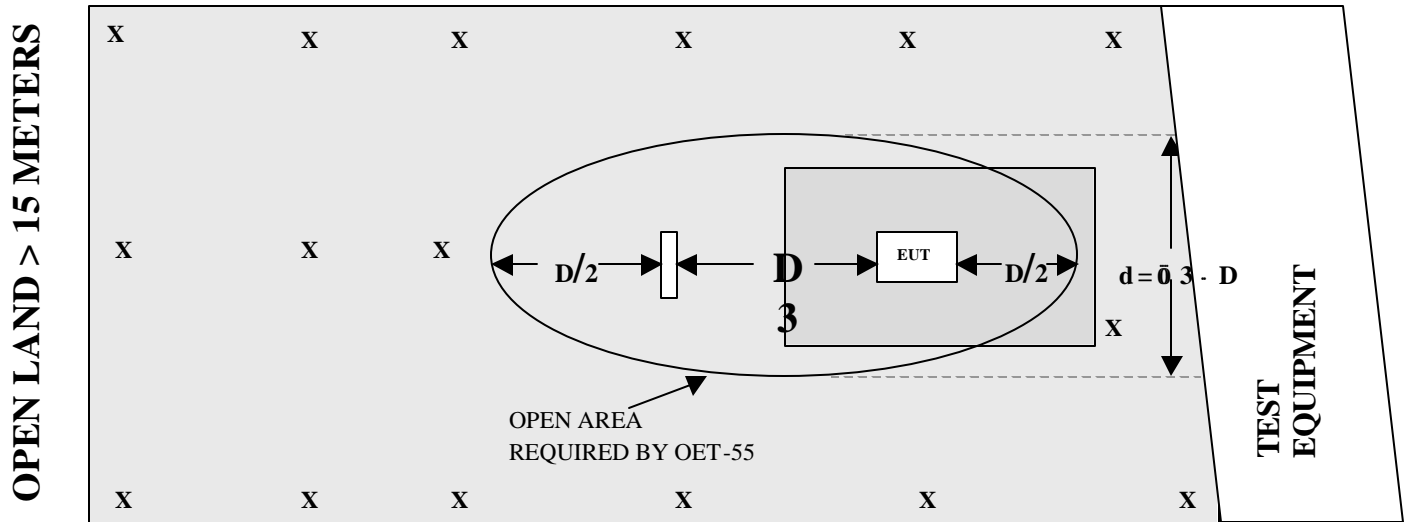 OPEN LAND > 15 METERS
X X X X X X
X X X
D/2
D
3
EUT
D/2
d = 0̄ 3 - D
X
OPEN AREA
REQUIRED BY OET-55
TEST
EQUIPMENT
X X X X X X